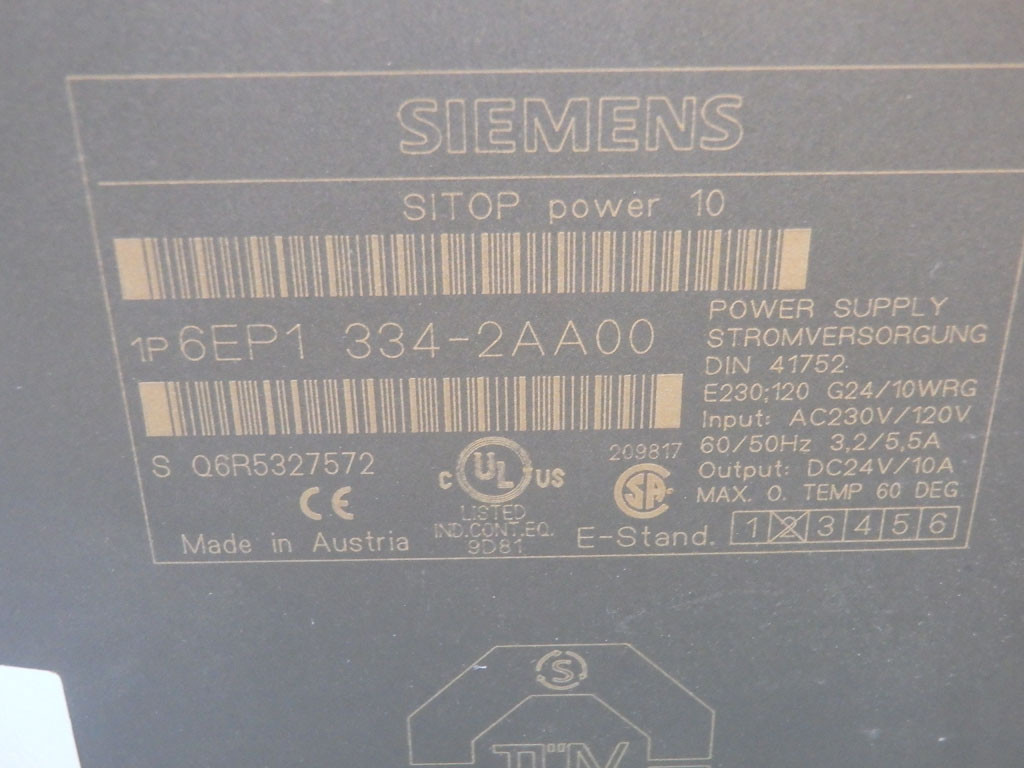 SIEMENS
SITOP power 10
1P 6EP1 334-2AA00
POWER SUPPLY
STROMVERSORGUNG
DIN 41752
E230;120 G24/10WRG
Input: AC230V/120V
60/50Hz 3,2/5,5A
Output: DC24V/10A
MAX. O. TEMP 60 DEG
S Q6R5327572
CE
C UL US
LISTED
IND.CONT.EQ.
9D81
209817
SA
Made in Austria
E-Stand. 1 2 3 4 5 6
S
TÜV